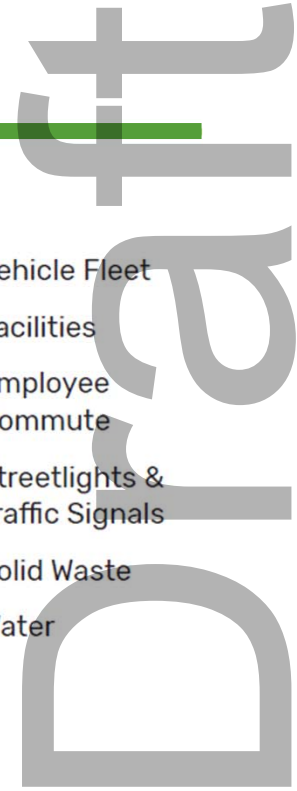 ehicle Fleet
acilities
mployee
ommute
treetlights &
raffic Signals
olid Waste
ater
Draft